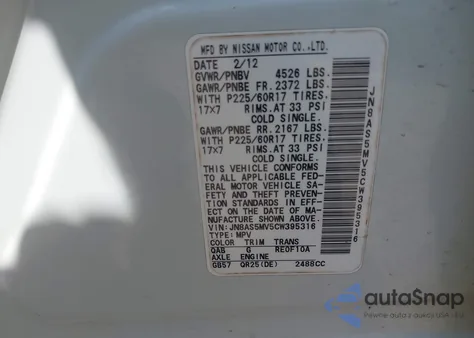 MFD BY NISSAN MOTOR CO.,LTD.
DATE 2/12
GVWR/PNBV 4526 LBS.
GAWR/PNBE FR. 2372 LBS.
WITH P225/60R17 TIRES.
17X7 RIMS.AT 33 PSI
COLD SINGLE.
GAWR/PNBE RR. 2167 LBS.
WITH P225/60R17 TIRES.
17X7 RIMS.AT 33 PSI
COLD SINGLE.
THIS VEHICLE CONFORMS
TO ALL APPLICABLE FED-
ERAL MOTOR VEHICLE SA-
FETY AND THEFT PREVEN-
TION STANDARDS IN EFFECT
ON THE DATE OF MA-
NUFACTURE SHOWN ABOVE.
VIN:JN8AS5MV5CW395316
TYPE:MPV
COLOR TRIM TRANS
QAB G RE0F10A
AXLE ENGINE
GB57 QR25(DE) 2488CC
JN8AS5MV5CW395316
autoSnap